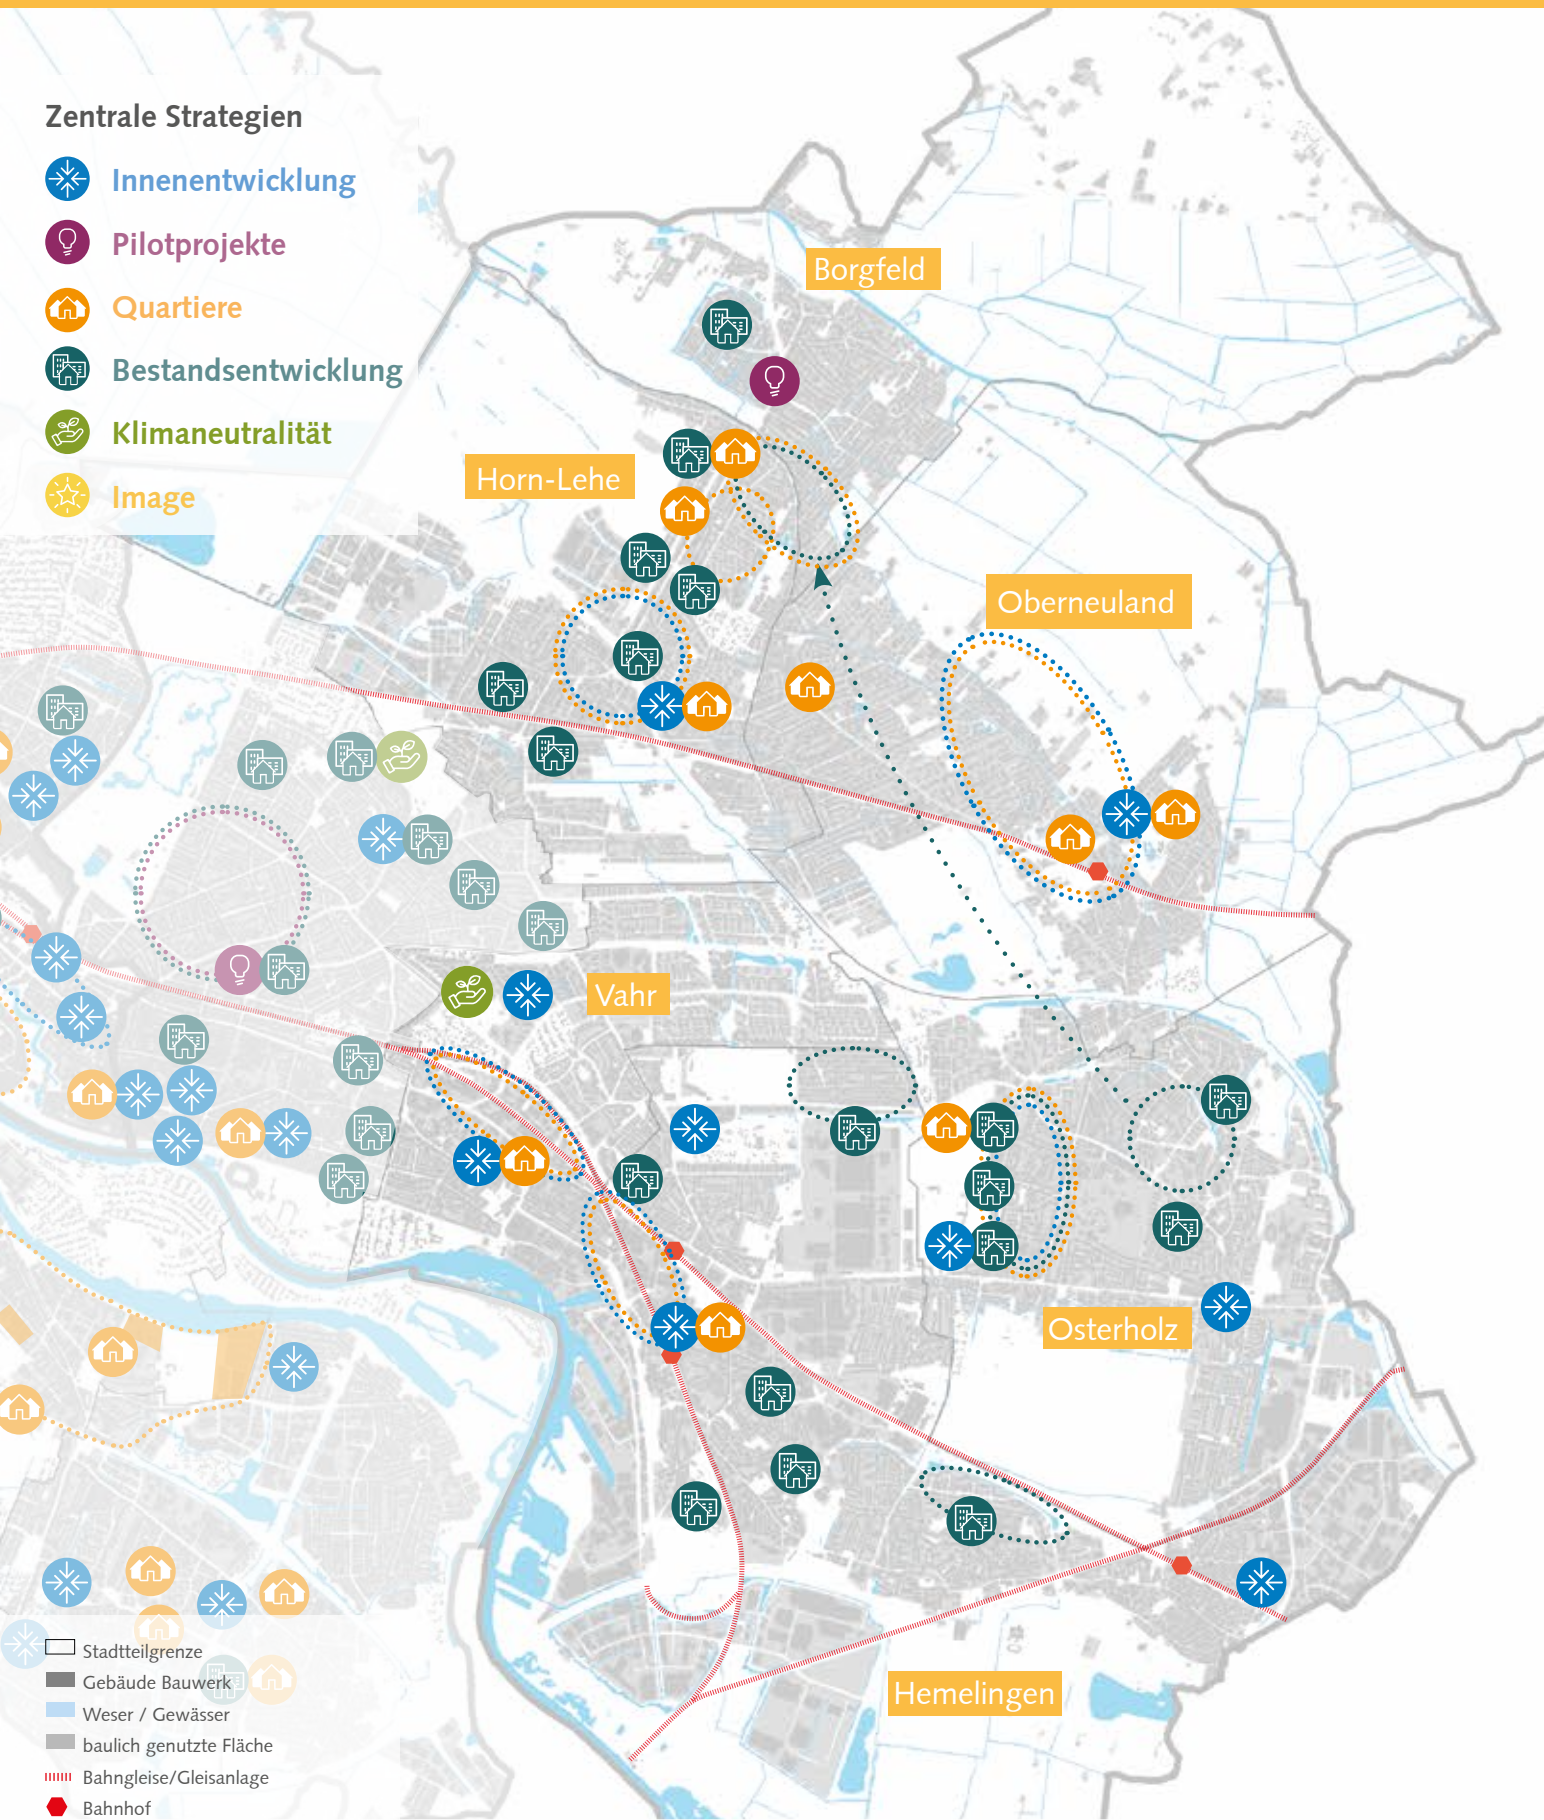 Zentrale Strategien
Innenentwicklung
Pilotprojekte
Quartiere
Bestandsentwicklung
Klimaneutralität
Image
Borgfeld
Horn-Lehe
Oberneuland
Vahr
Osterholz
Hemelingen
Stadtteilgrenze
Gebäude Bauwerk
Weser / Gewässer
baulich genutzte Fläche
Bahngleise/Gleisanlage
Bahnhof